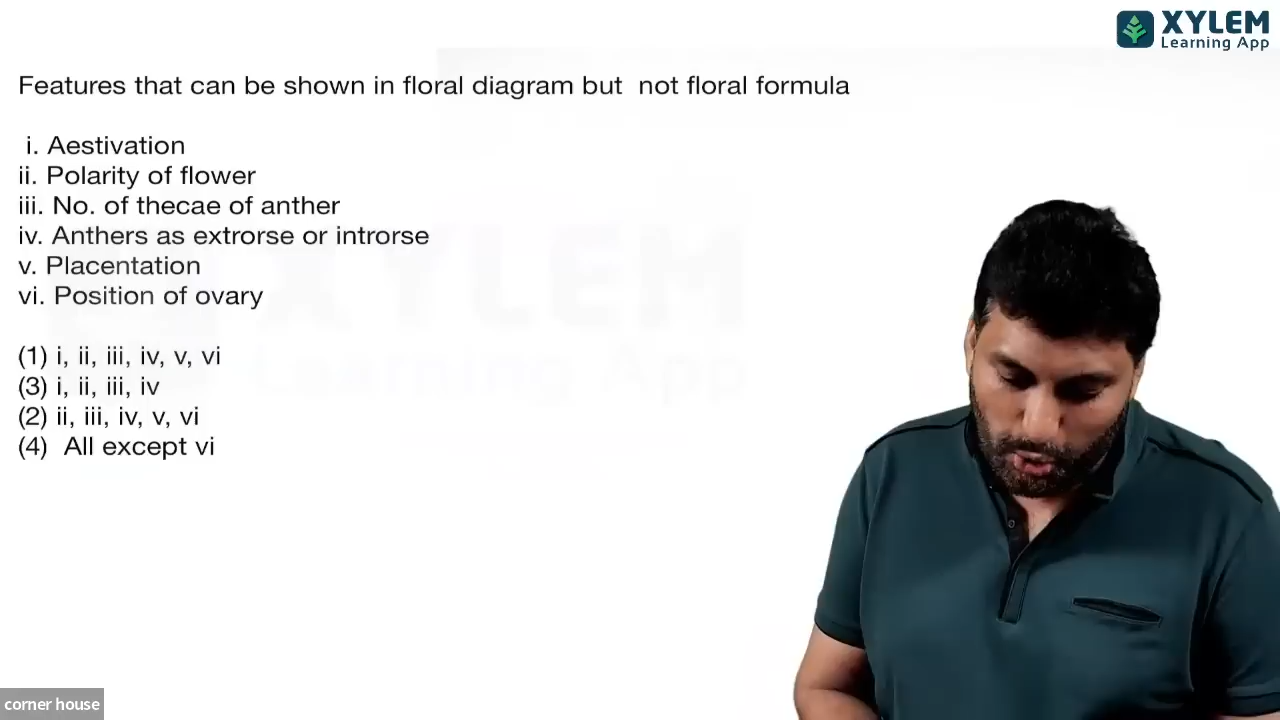 XYLEM
Learning App
Features that can be shown in floral diagram but  not floral formula
i. Aestivation
ii. Polarity of flower
iii. No. of thecae of anther
iv. Anthers as extrorse or introrse
v. Placentation
vi. Position of ovary
(1) i, ii, iii, iv, v, vi
(3) i, ii, iii, iv
(2) ii, iii, iv, v, vi
(4)  All except vi
XYLEM
Learning App
corner house